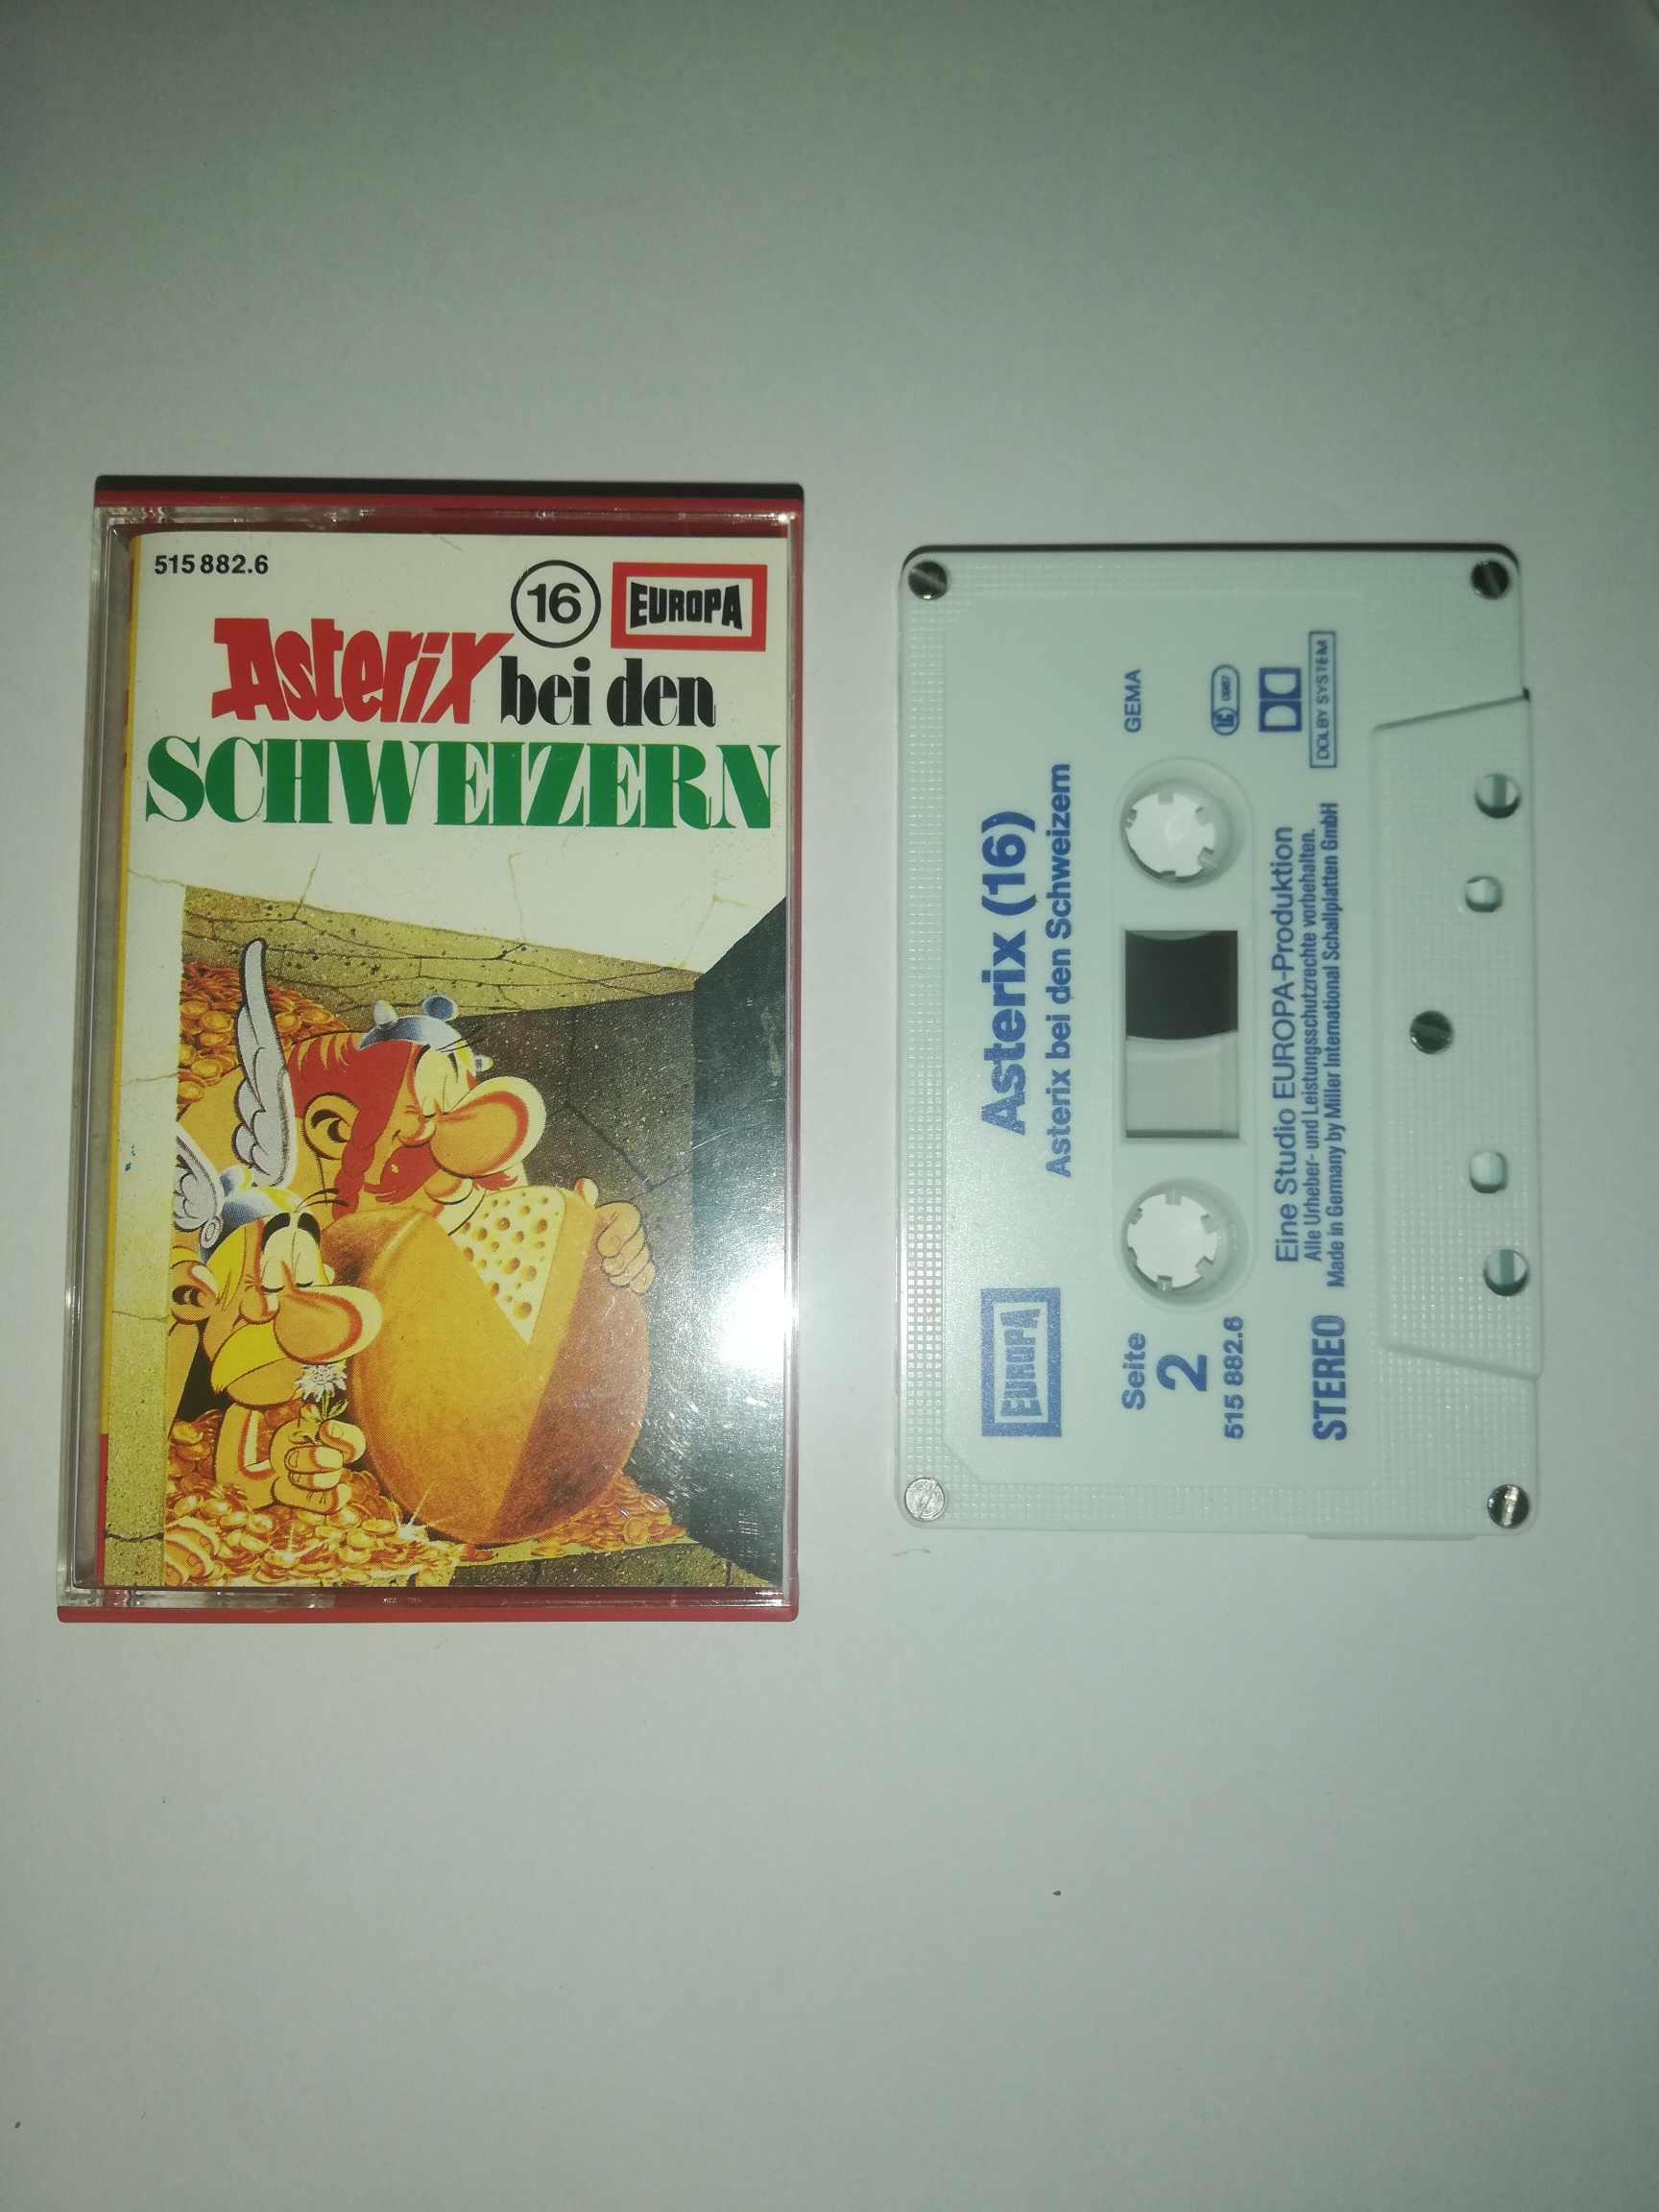 515 882.6
16
EUROPA
Asterix bei den
SCHWEIZERN
Asterix (16)
Asterix bei den Schweizern
EUROPA
GEMA
Seite
2
515 882.6
LC 0867
DOLBY SYSTEM
STEREO
Eine Studio EUROPA-Produktion
Alle Urheber- und Leistungsschutzrechte vorbehalten.
Made in Germany by Miller International Schallplatten GmbH